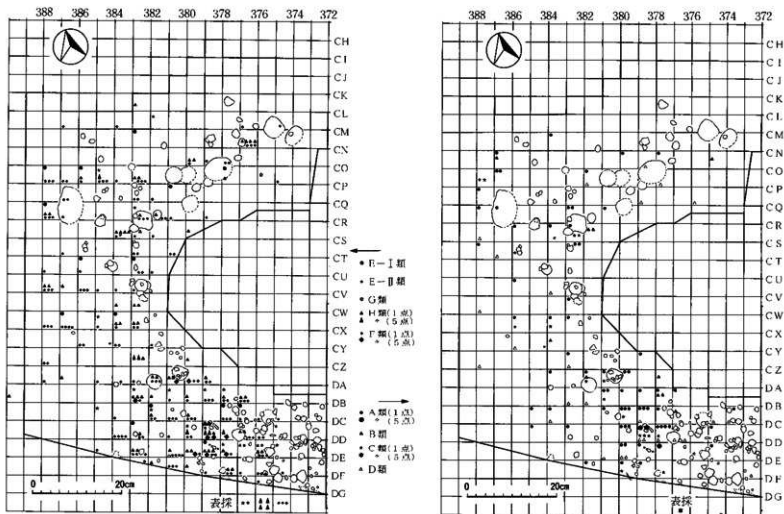 388 386 384 382 380 378 376 374 372
CH
CI
CJ
CK
CL
CM
CN
CO
CP
CQ
CR
CS
CT
CU
CV
CW
CX
CY
CZ
DA
DB
DC
DD
DE
DF
DG
0 20cm
表採
E-Ⅰ類
E-Ⅱ類
G類
H類(1点)
〃 (5点)
F類(1点)
〃 (5点)
A類(1点)
〃 (5点)
B類
C類(1点)
〃 (5点)
D類
388 386 384 382 380 378 376 374 372
CH
CI
CJ
CK
CL
CM
CN
CO
CP
CQ
CR
CS
CT
CU
CV
CW
CX
CY
CZ
DA
DB
DC
DD
DE
DF
DG
0 20cm
表採